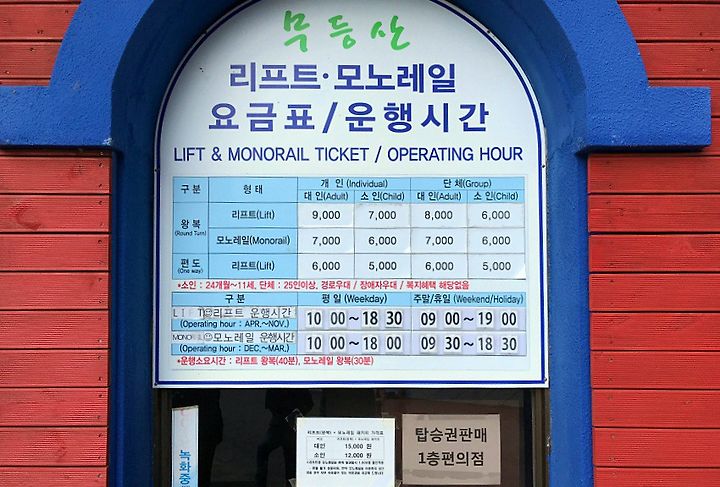 무등산
리프트·모노레일
요금표/운행시간
LIFT & MONORAIL TICKET / OPERATING HOUR
구분 형태 개 인 (Individual) 단 체(Group)
대 인(Adult) 소 인(Child) 대 인(Adult) 소 인(Child)
왕 복 (Round Turn) 리프트(Lift) 9,000 7,000 8,000 6,000
모노레일(Monorail) 7,000 6,000 7,000 6,000
편 도 (One way) 리프트(Lift) 6,000 5,000 6,000 5,000
*소인 : 24개월~11세, 단체 : 25인이상, 경로우대 / 장애자우대 / 복지혜택 해당없음
구 분 평 일 (Weekday) 주말/휴일 (Weekend/Holiday)
LIFT 리프트 운행시간 10 00~18 30 09 00~19 00
(Operating hour : APR.~NOV.)
모노레일 운행시간 10 00~18 00 09 30~18 30
(Operating hour : DEC.~MAR.)
*운행소요시간 : 리프트 왕복(40분), 모노레일 왕복(30분)
대인 15,000 원
소인 12,000 원
탑승권판매
1층편의점
녹화중